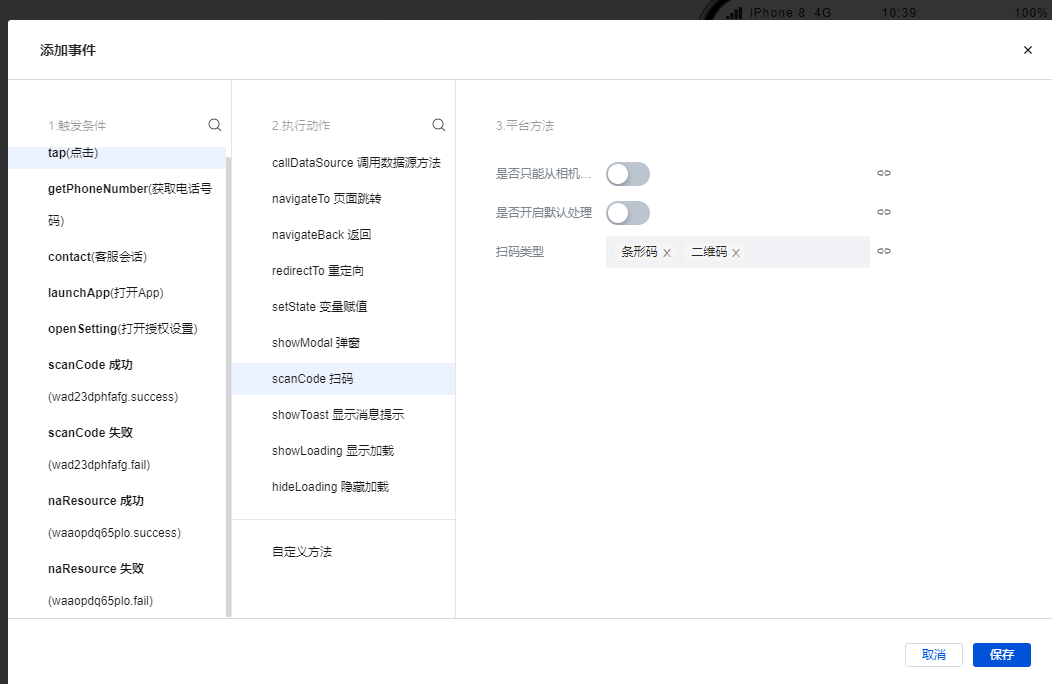 iPhone 8 4G 10:39 100%
添加事件
1.触发条件
tap(点击)
getPhoneNumber(获取电话号
码)
contact(客服会话)
launchApp(打开App)
openSetting(打开授权设置)
scanCode 成功
(wad23dphfafg.success)
scanCode 失败
(wad23dphfafg.fail)
naResource 成功
(waaopdq65plo.success)
naResource 失败
(waaopdq65plo.fail)
2.执行动作
callDataSource 调用数据源方法
navigateTo 页面跳转
navigateBack 返回
redirectTo 重定向
setState 变量赋值
showModal 弹窗
scanCode 扫码
showToast 显示消息提示
showLoading 显示加载
hideLoading 隐藏加载
自定义方法
3.平台方法
是否只能从相机...
是否开启默认处理
扫码类型 条形码 二维码
取消 保存